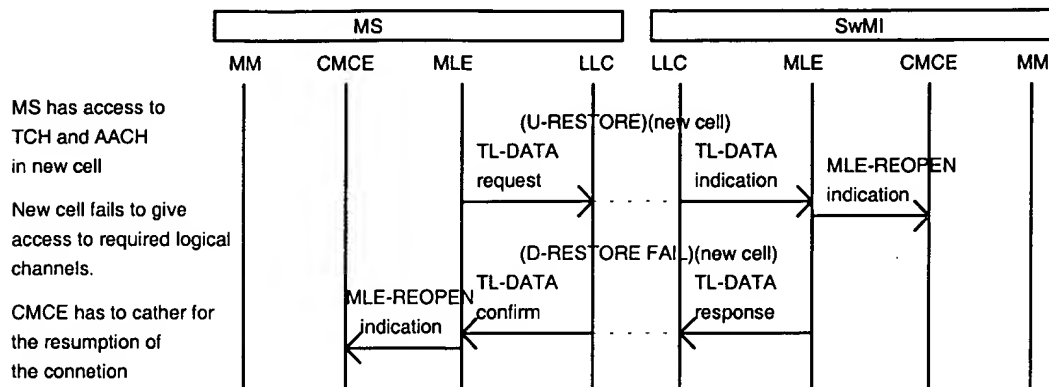 MS
SwMI
MM
CMCE
MLE
LLC
LLC
MLE
CMCE
MM
MS has access to
TCH and AACH
in new cell
(U-RESTORE)(new cell)
TL-DATA
request
TL-DATA
indication
MLE-REOPEN
indication
New cell fails to give
access to required logical
channels.
(D-RESTORE FAIL)(new cell)
TL-DATA
confirm
TL-DATA
response
MLE-REOPEN
indication
CMCE has to cather for
the resumption of
the connetion